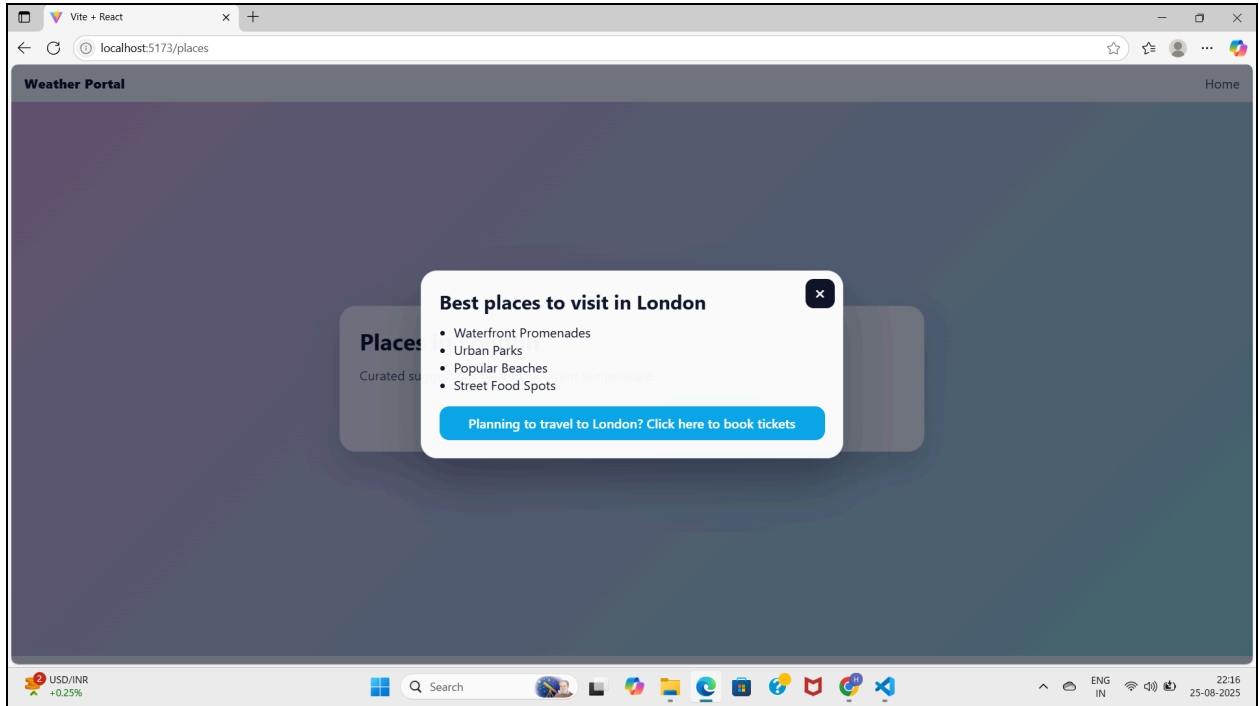 Vite + React
localhost:5173/places
Weather Portal
Home
Best places to visit in London
Places
• Waterfront Promenades
• Urban Parks
• Popular Beaches
• Street Food Spots
Curated
Planning to travel to London? Click here to book tickets
2
USD/INR
+0.25%
Search
H
ENG
IN
22:16
25-08-2025